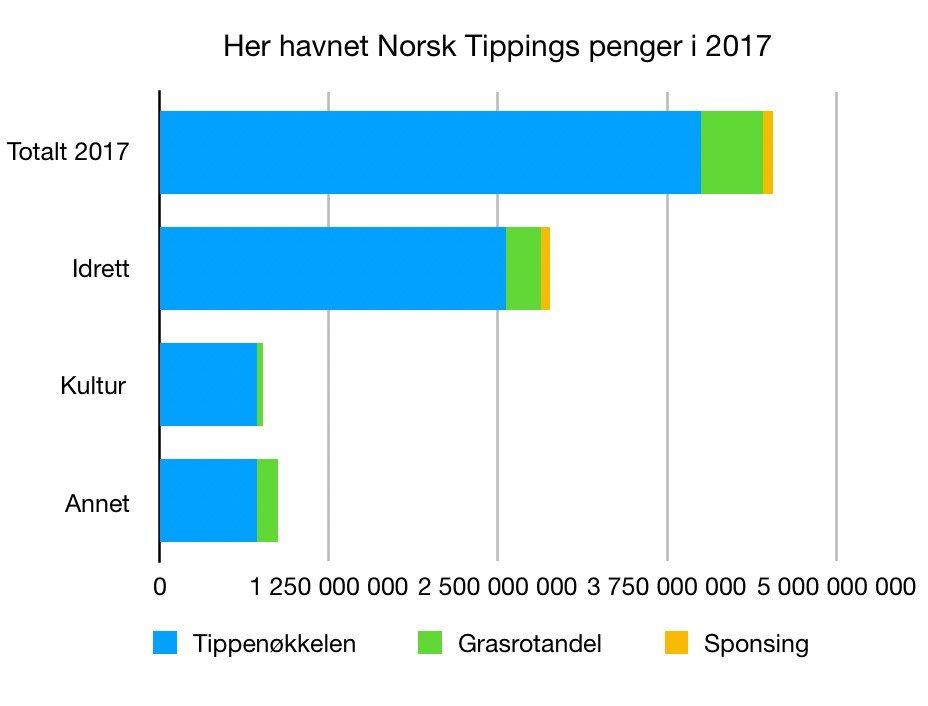 Her havnet Norsk Tippings penger i 2017
Totalt 2017
Idrett
Kultur
Annet
0 1 250 000 000 2 500 000 000 3 750 000 000 5 000 000 000
Tippenøkkelen Grasrotandel Sponsing